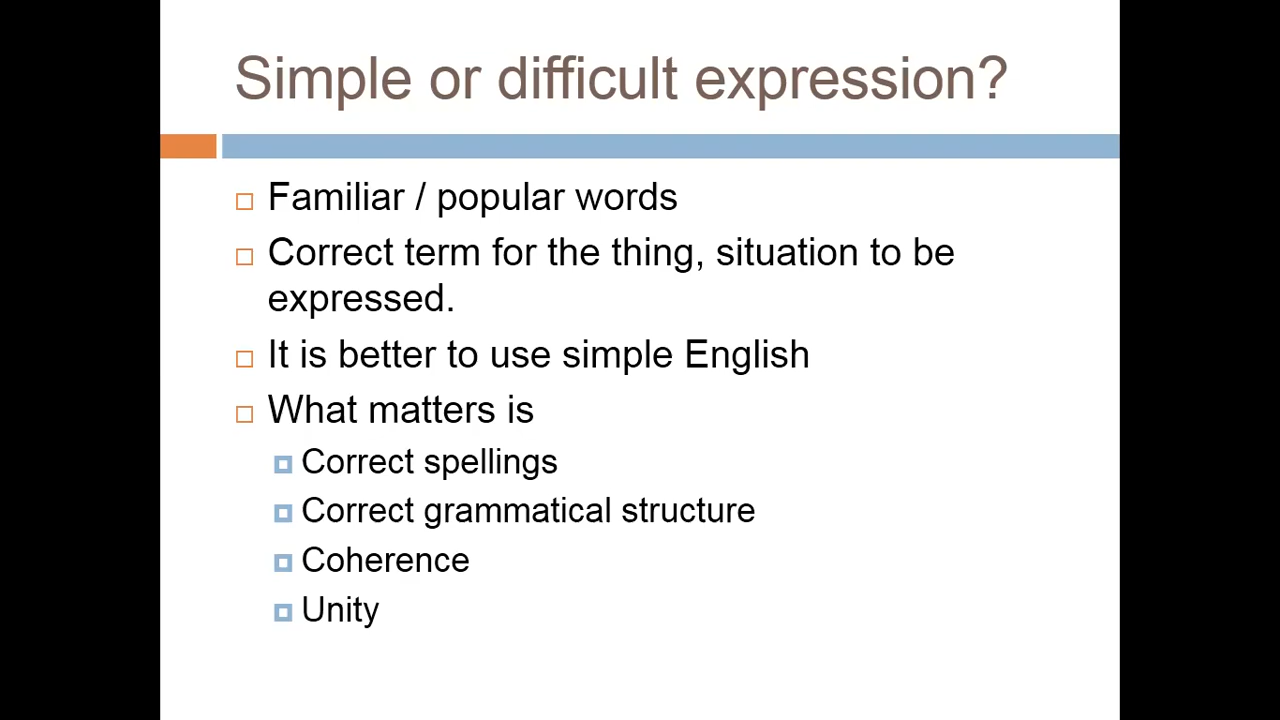 Simple or difficult expression?
Familiar / popular words
Correct term for the thing, situation to be
expressed.
It is better to use simple English
What matters is
Correct spellings
Correct grammatical structure
Coherence
Unity